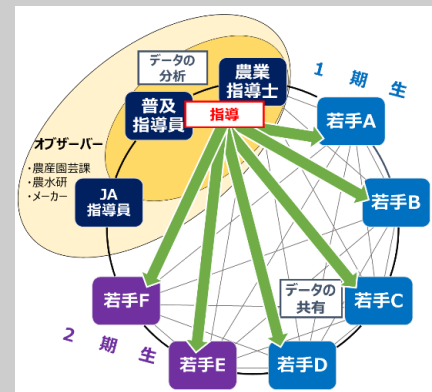 データの
分析
農業
指導士
1期生
普及
指導員
指導
若手A
オブザーバー
・農産園芸課
・農水研
・メーカー
JA
指導員
若手B
若手F
データの
共有
若手C
2期生
若手E
若手D